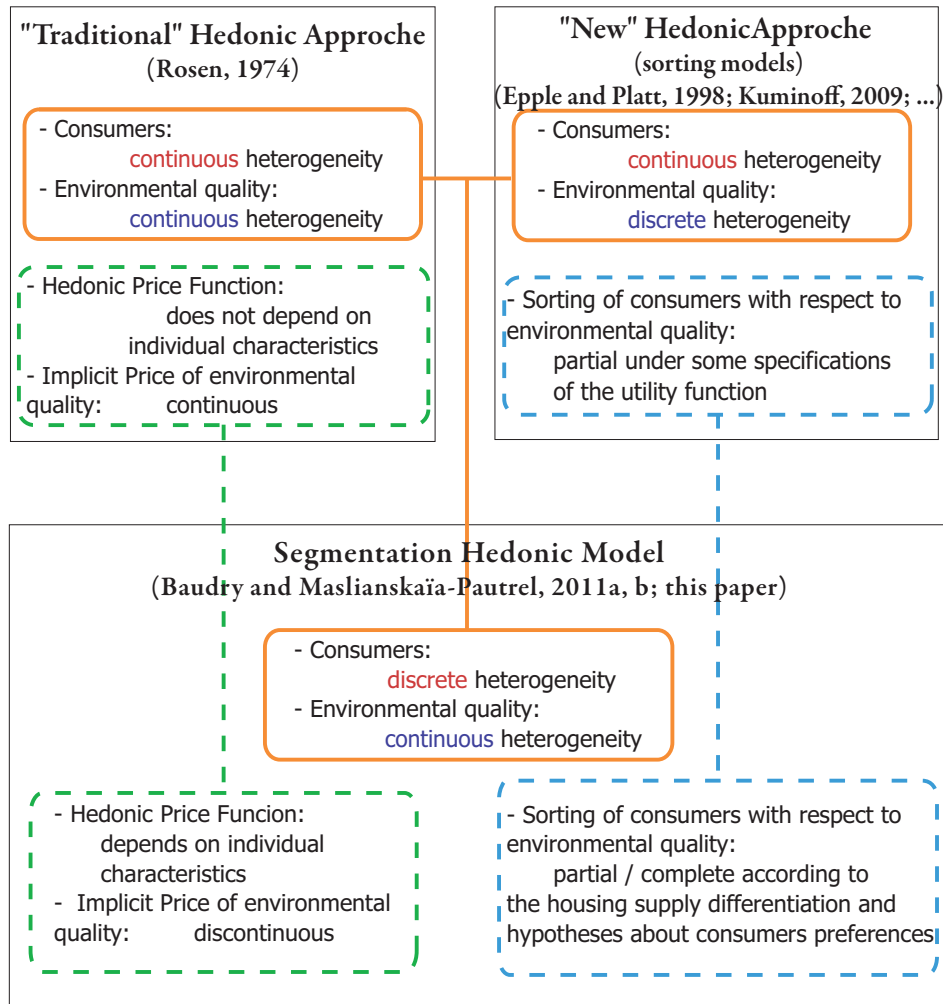 "Traditional" Hedonic Approche
(Rosen, 1974)
- Consumers:
continuous heterogeneity
- Environmental quality:
continuous heterogeneity
- Hedonic Price Function:
does not depend on
individual characteristics
- Implicit Price of environmental
quality: continuous
"New" HedonicApproche
(sorting models)
(Epple and Platt, 1998; Kuminoff, 2009; ...)
- Consumers:
continuous heterogeneity
- Environmental quality:
discrete heterogeneity
- Sorting of consumers with respect to
environmental quality:
partial under some specifications
of the utility function
Segmentation Hedonic Model
(Baudry and Maslianskaïa-Pautrel, 2011a, b; this paper)
- Consumers:
discrete heterogeneity
- Environmental quality:
continuous heterogeneity
- Hedonic Price Funcion:
depends on individual
characteristics
- Implicit Price of environmental
quality: discontinuous
- Sorting of consumers with respect to
environmental quality:
partial / complete according to
the housing supply differentiation and
hypotheses about consumers preferences